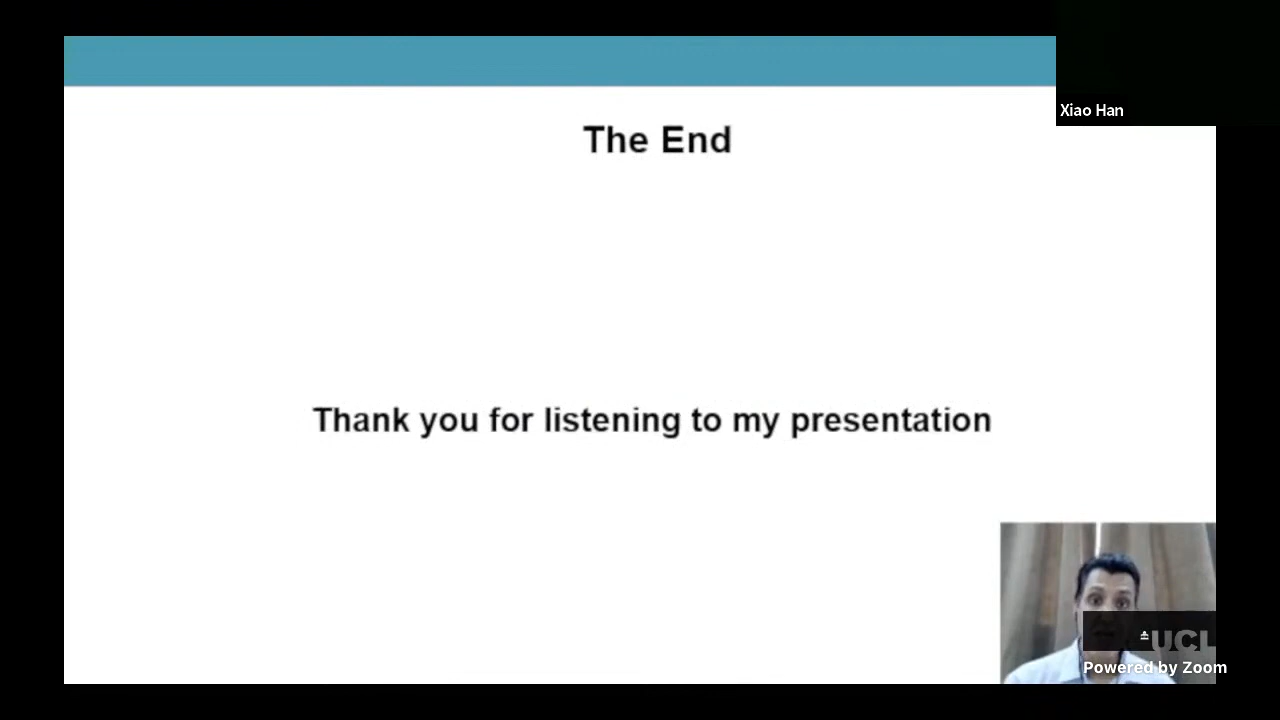 Xiao Han
The End
Thank you for listening to my presentation
UCL
Powered by Zoom